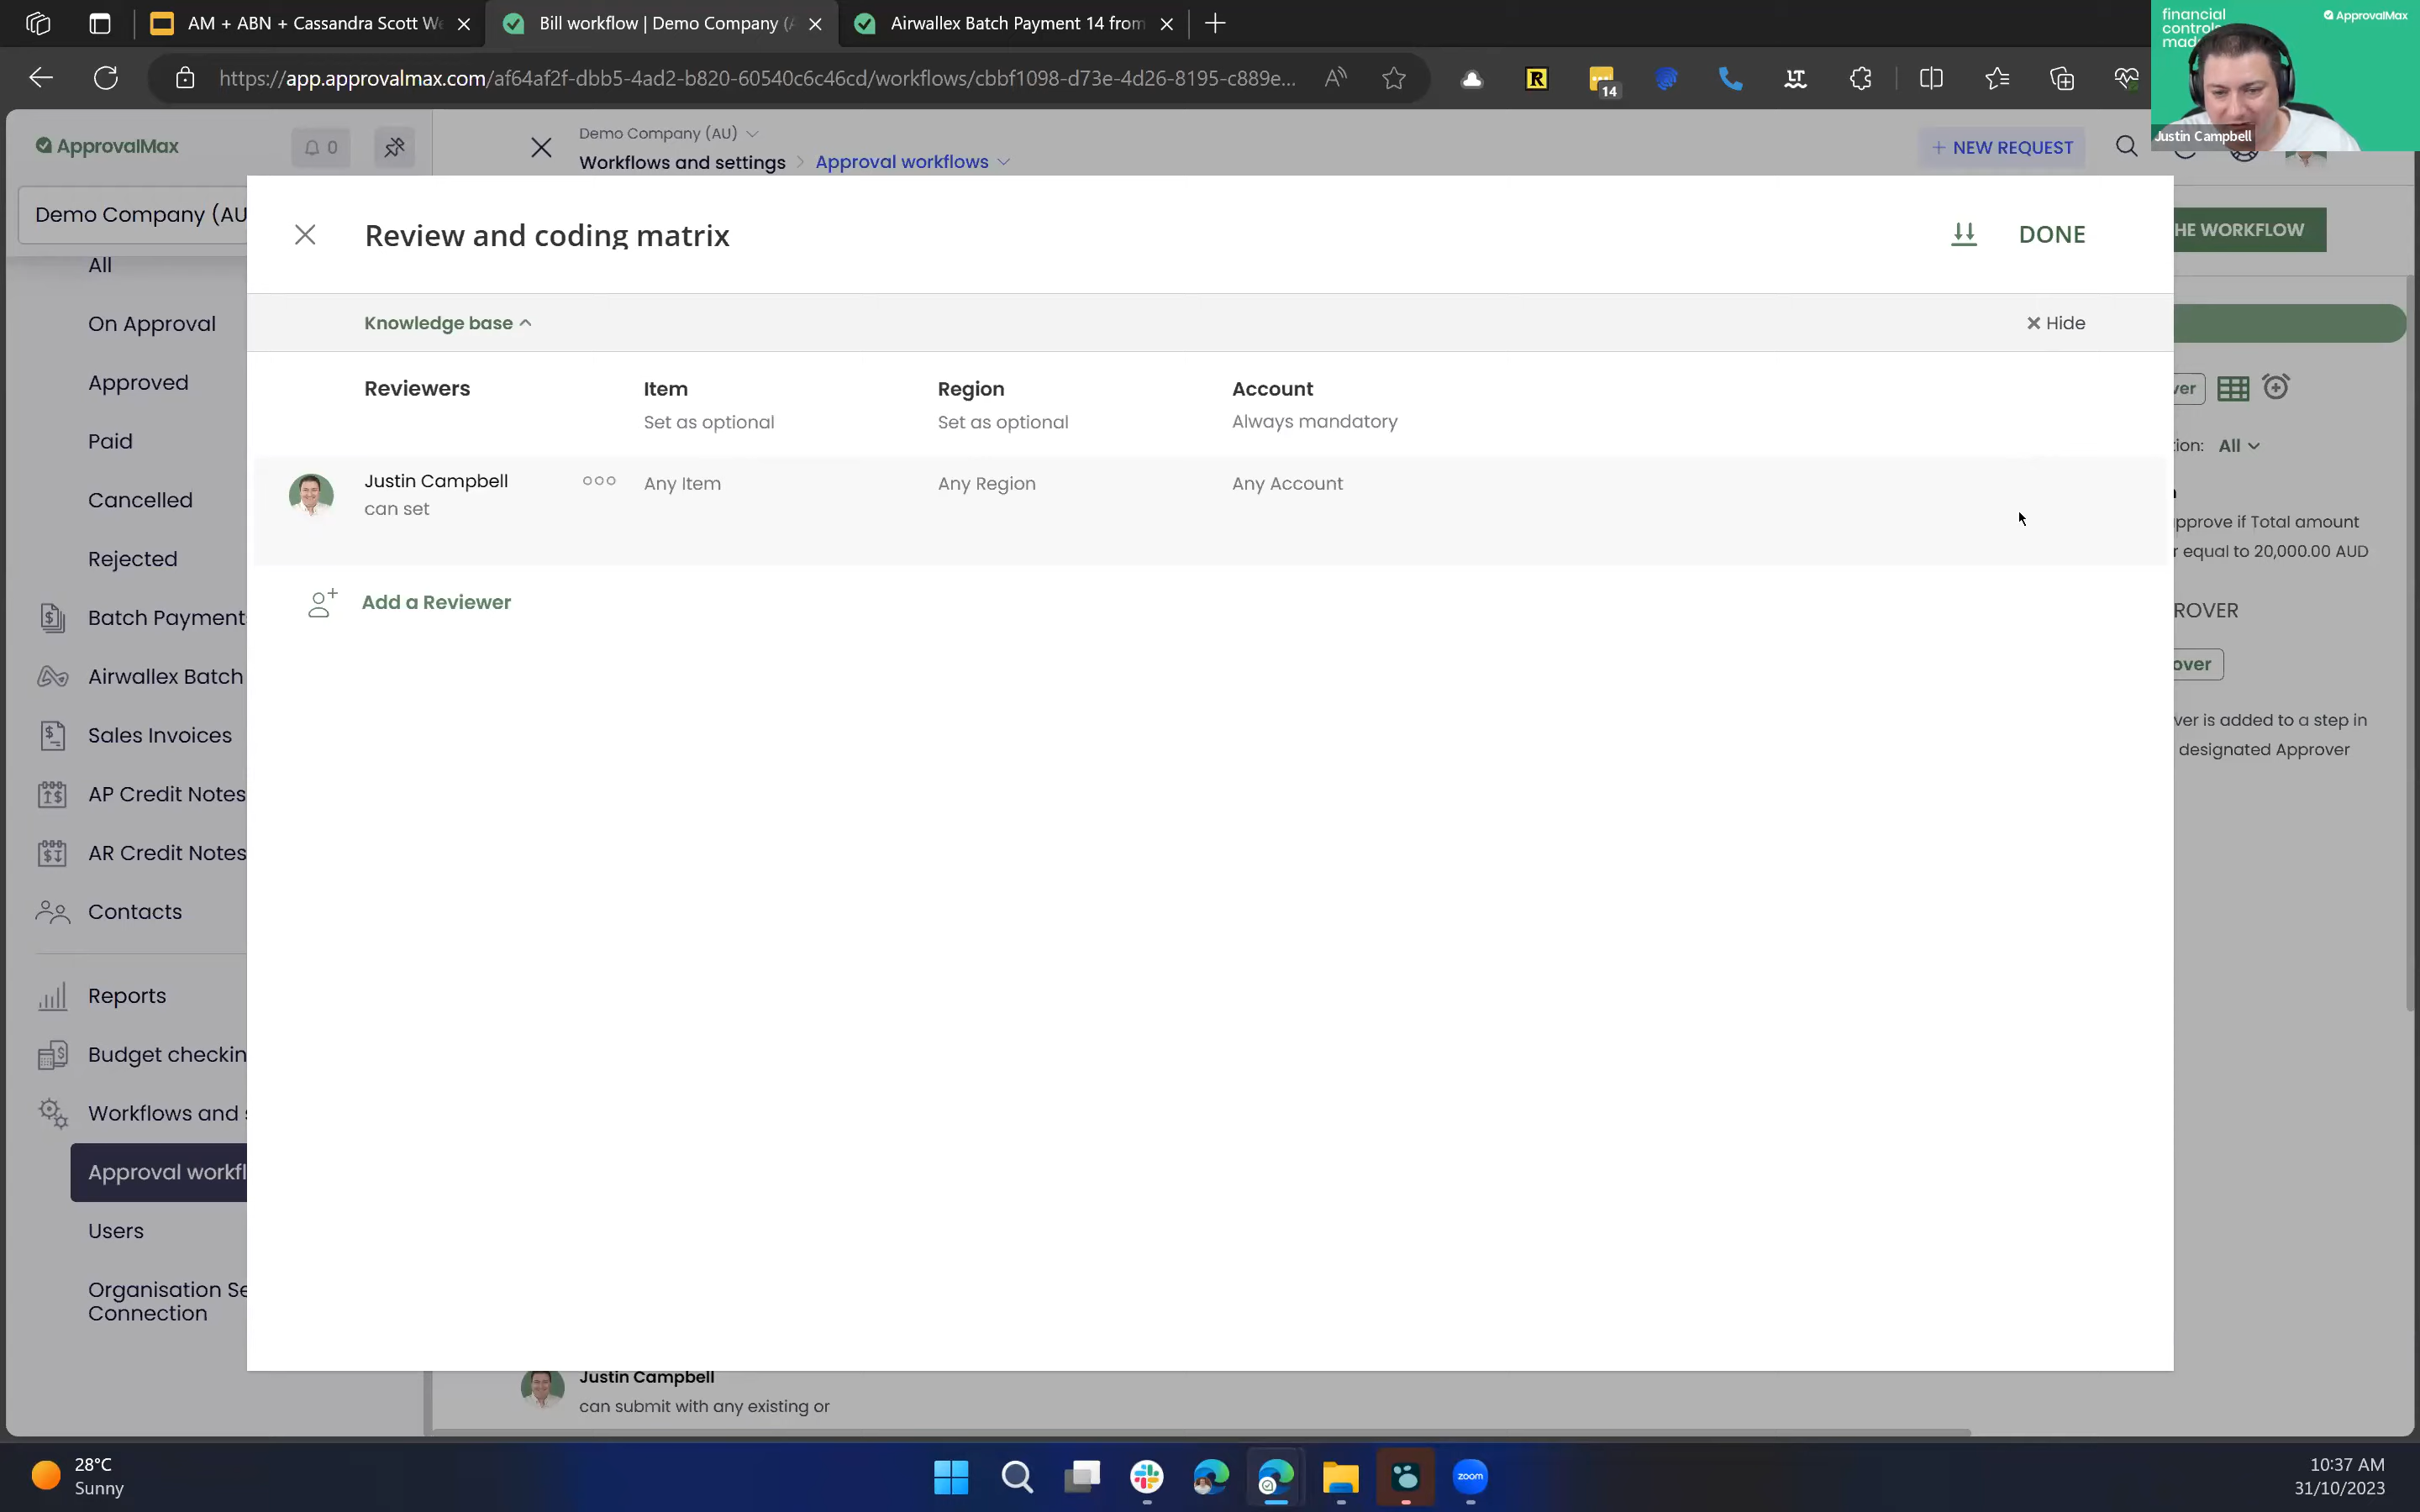 AM + ABN + Cassandra Scott We
Bill workflow | Demo Company (A
Airwallex Batch Payment 14 from
https://app.approvalmax.com/af64af2f-dbb5-4ad2-b820-60540c6c46cd/workflows/cbbf1098-d73e-4d26-8195-c889e...
14
financial
controls
made
ApprovalMax
Justin Campbell
ApprovalMax
0
Demo Company (AU)
Workflows and settings > Approval workflows
+ NEW REQUEST
Demo Company (AU
HE WORKFLOW
Review and coding matrix
DONE
Knowledge base
Hide
Reviewers
Item
Region
Account
Set as optional
Set as optional
Always mandatory
Justin Campbell
can set
Any Item
Any Region
Any Account
Add a Reviewer
All
On Approval
Approved
Paid
Cancelled
Rejected
Batch Payment
Airwallex Batch
Sales Invoices
AP Credit Notes
AR Credit Notes
Contacts
Reports
Budget checkin
Workflows and s
Approval workfl
Users
Organisation Se
Connection
ver
ion: All
pprove if Total amount
r equal to 20,000.00 AUD
ROVER
over
ver is added to a step in
designated Approver
Justin Campbell
can submit with any existing or
28°C
Sunny
zoom
10:37 AM
31/10/2023